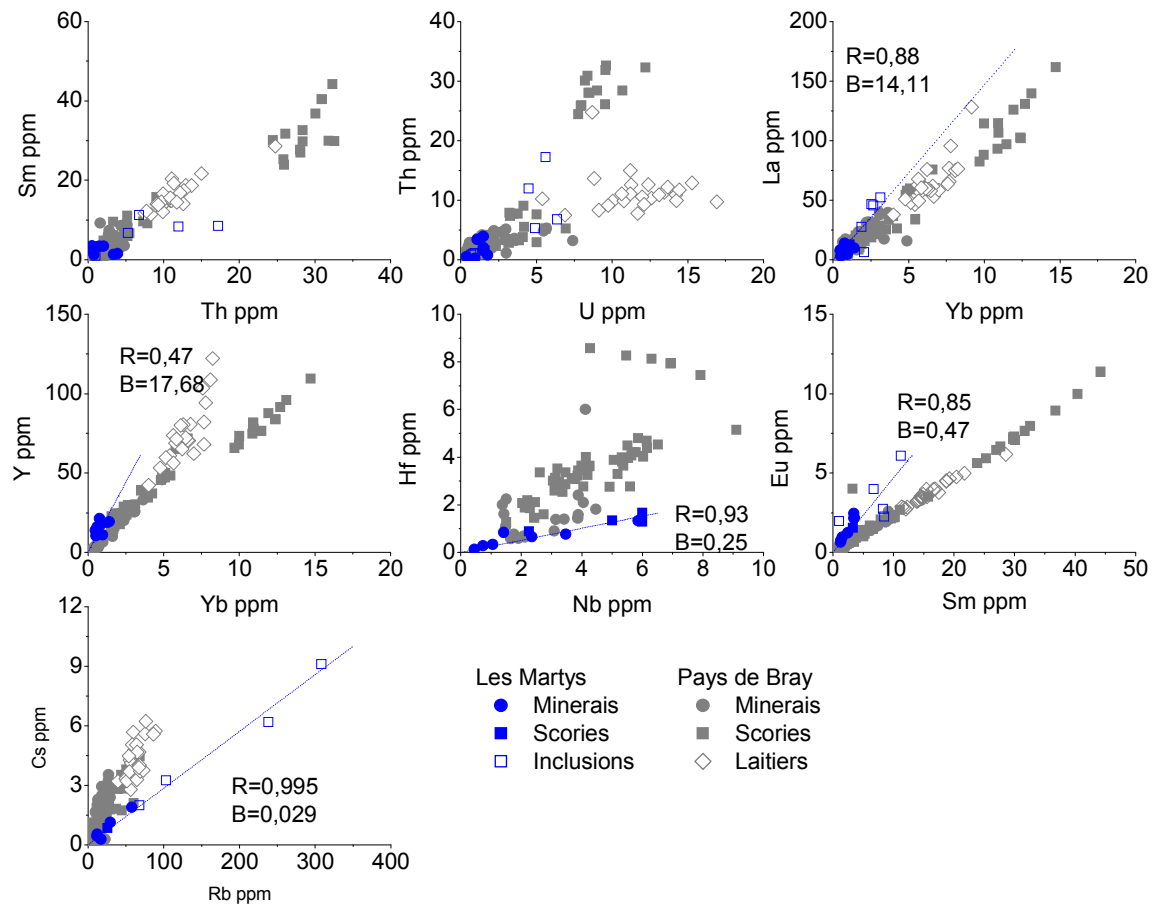 60
40
20
0
0 10 20 30 40
Sm ppm
Th ppm
40
30
20
10
0
0 5 10 15 20
Th ppm
U ppm
R=0,88
B=14,11
250
200
150
100
50
0
0 5 10 15 20
La ppm
Yb ppm
R=0,47
B=17,68
150
100
50
0
0 5 10 15 20
Y ppm
Yb ppm
10
8
6
4
2
0
0 2 4 6 8 10
Hf ppm
Nb ppm
R=0,93
B=0,25
R=0,85
B=0,47
15
10
5
0
0 10 20 30 40 50
Eu ppm
Sm ppm
12
9
6
3
0
0 100 200 300 400
Cs ppm
Rb ppm
R=0,995
B=0,029
Les Martys
Minerais
Scories
Inclusions
Pays de Bray
Minerais
Scories
Laitiers